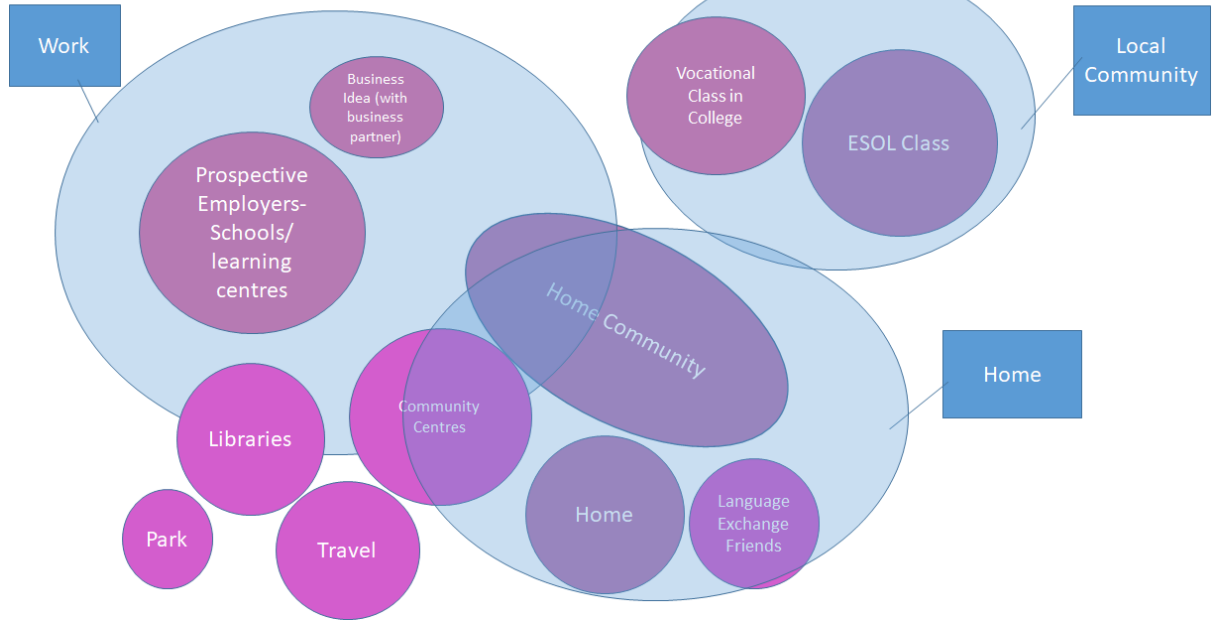 Work
Business
Idea (with
business
partner)
Prospective
Employers-
Schools/
learning
centres
Vocational
Class in
College
ESOL Class
Local
Community
Home Community
Home
Community
Centres
Libraries
Park
Travel
Home
Language
Exchange
Friends